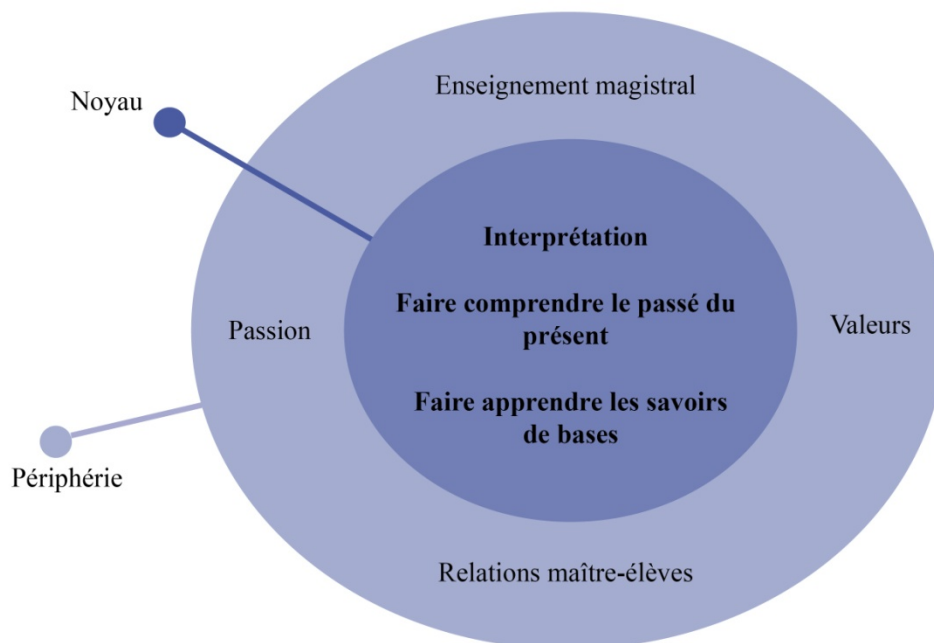 Enseignement magistral
Noyau
Interprétation
Faire comprendre le passé du
présent
Passion
Valeurs
Faire apprendre les savoirs
de bases
Périphérie
Relations maître-élèves